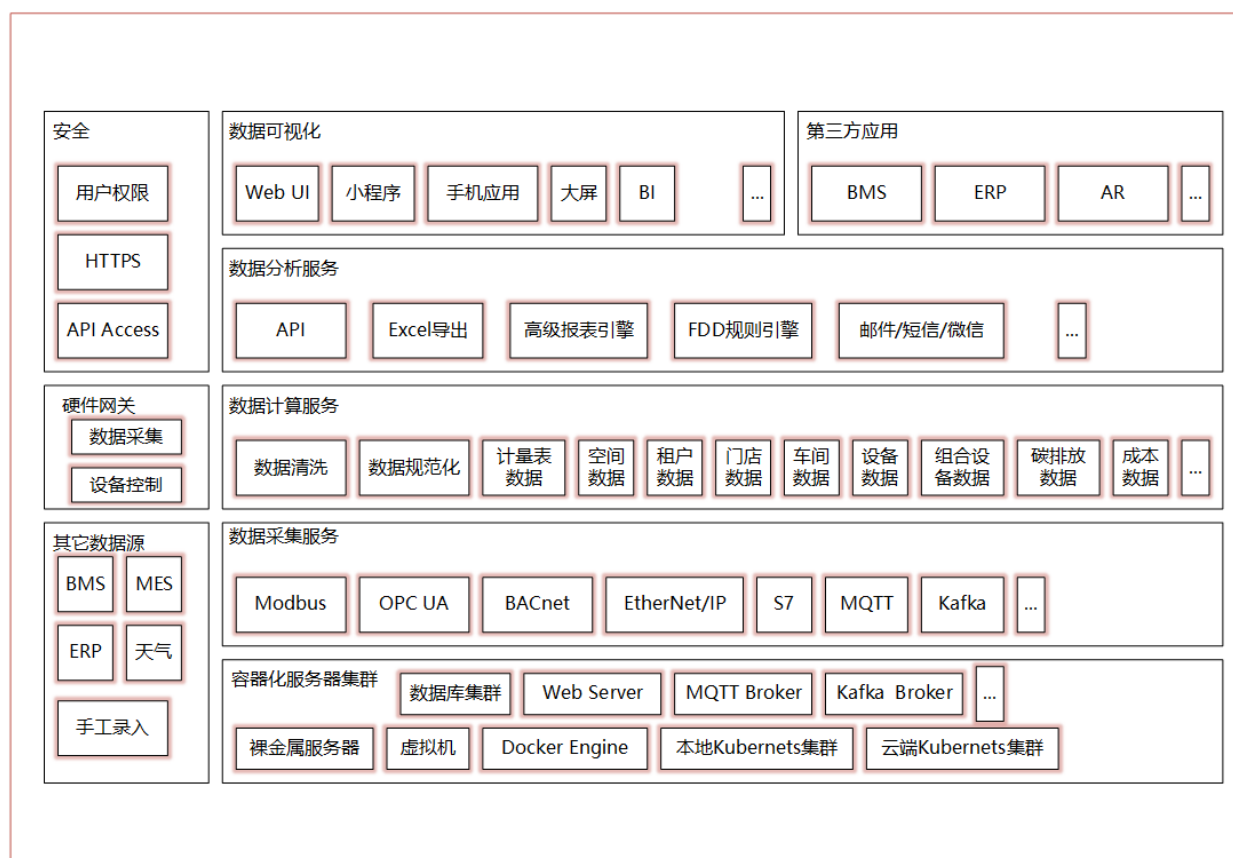 安全
用户权限
HTTPS
API Access
数据可视化
Web UI
小程序
手机应用
大屏
BI
...
第三方应用
BMS
ERP
AR
...
数据分析服务
API
Excel导出
高级报表引擎
FDD规则引擎
邮件/短信/微信
...
硬件网关
数据采集
设备控制
数据计算服务
数据清洗
数据规范化
计量表
数据
空间
数据
租户
数据
门店
数据
车间
数据
设备
数据
组合设
备数据
碳排放
数据
成本
数据
...
其它数据源
BMS
MES
ERP
天气
手工录入
数据采集服务
Modbus
OPC UA
BACnet
EtherNet/IP
S7
MQTT
Kafka
...
容器化服务器集群
数据库集群
Web Server
MQTT Broker
Kafka Broker
...
裸金属服务器
虚拟机
Docker Engine
本地Kubernets集群
云端Kubernets集群